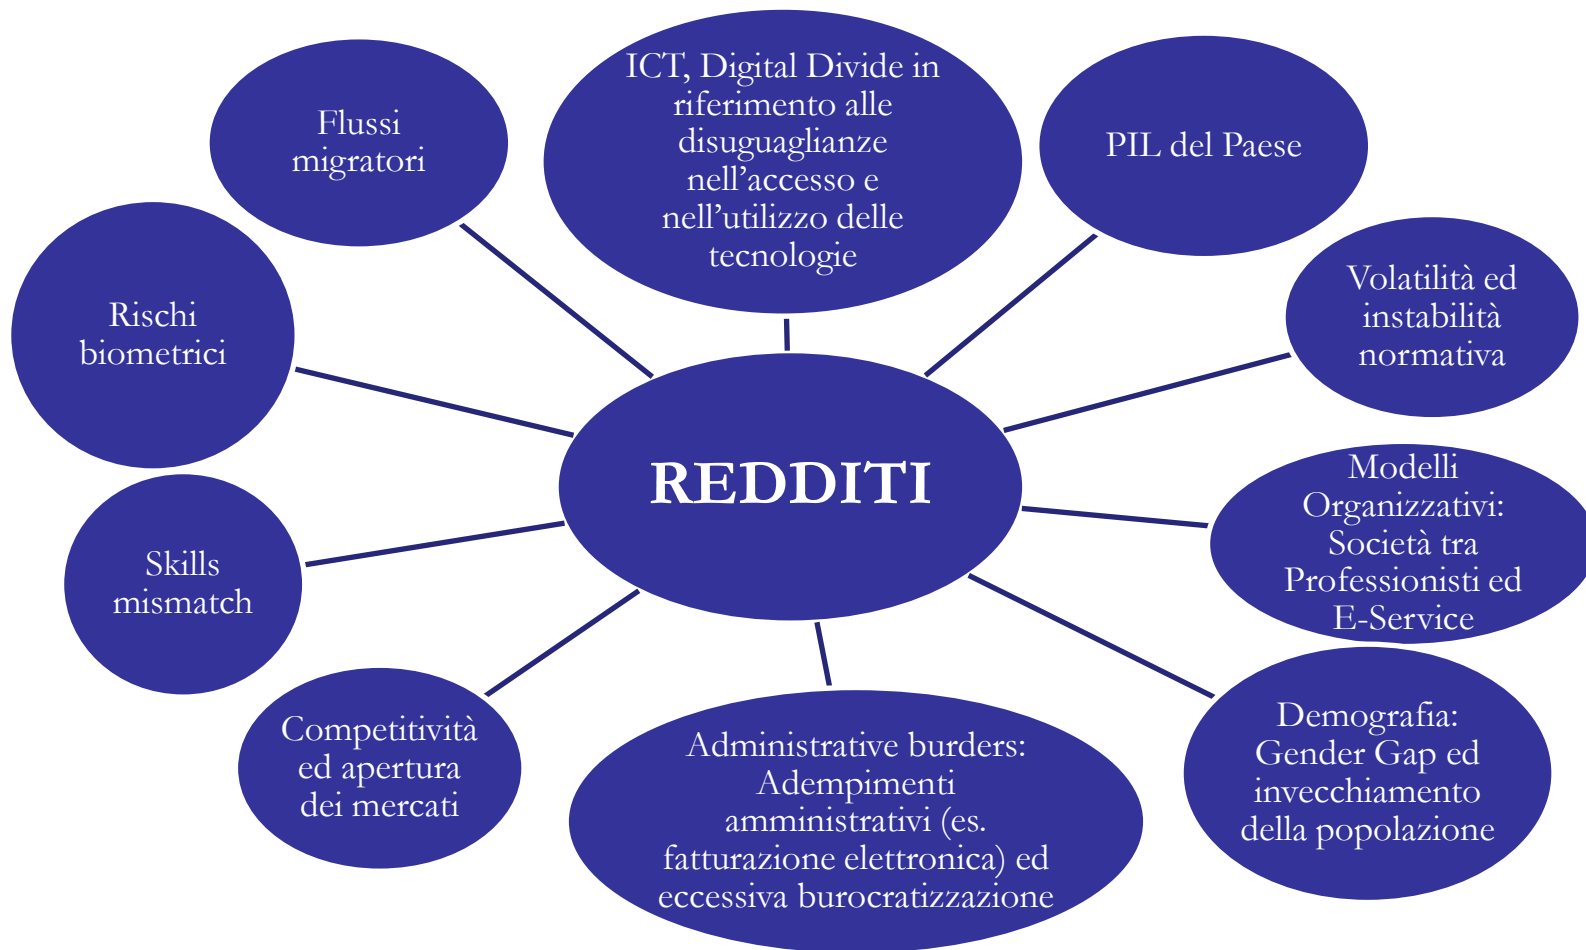 ICT, Digital Divide in
riferimento alle
disuguaglianze
nell’accesso e
nell’utilizzo delle
tecnologie
PIL del Paese
Volatilità ed
instabilità
normativa
Modelli
Organizzativi:
Società tra
Professionisti ed
E-Service
Demografia:
Gender Gap ed
invecchiamento
della popolazione
Administrative burders:
Adempimenti
amministrativi (es.
fatturazione elettronica) ed
eccessiva burocratizzazione
Competitività
ed apertura
dei mercati
Skills
mismatch
Rischi
biometrici
Flussi
migratori
REDDITI